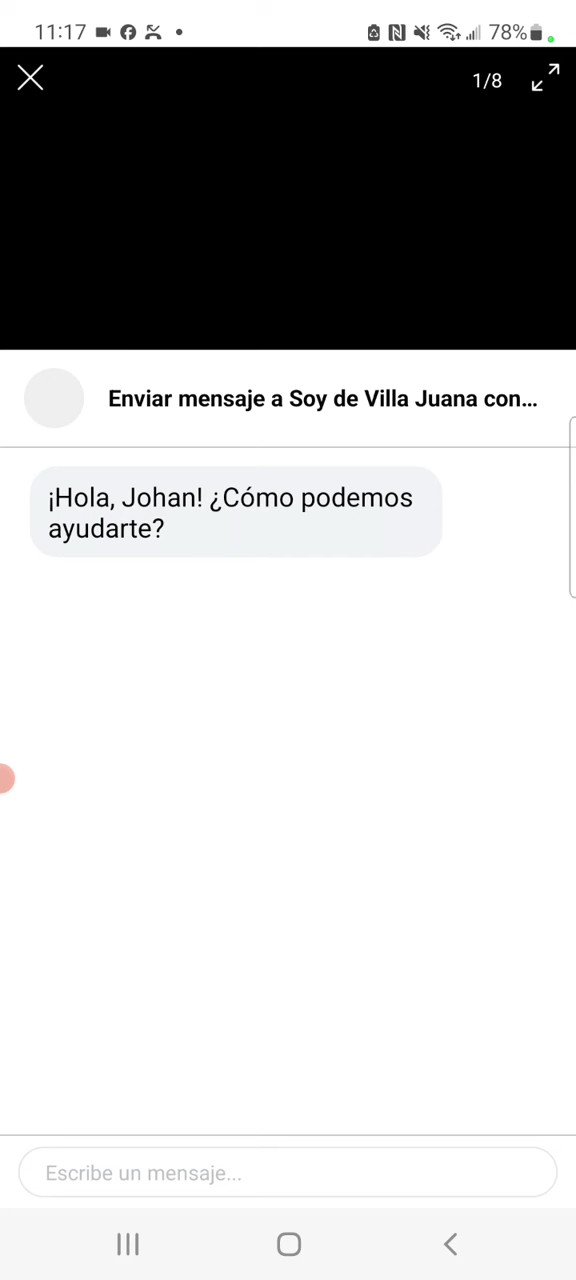 11:17
78%
1/8
Enviar mensaje a Soy de Villa Juana con...
¡Hola, Johan! ¿Cómo podemos
ayudarte?
Escribe un mensaje...